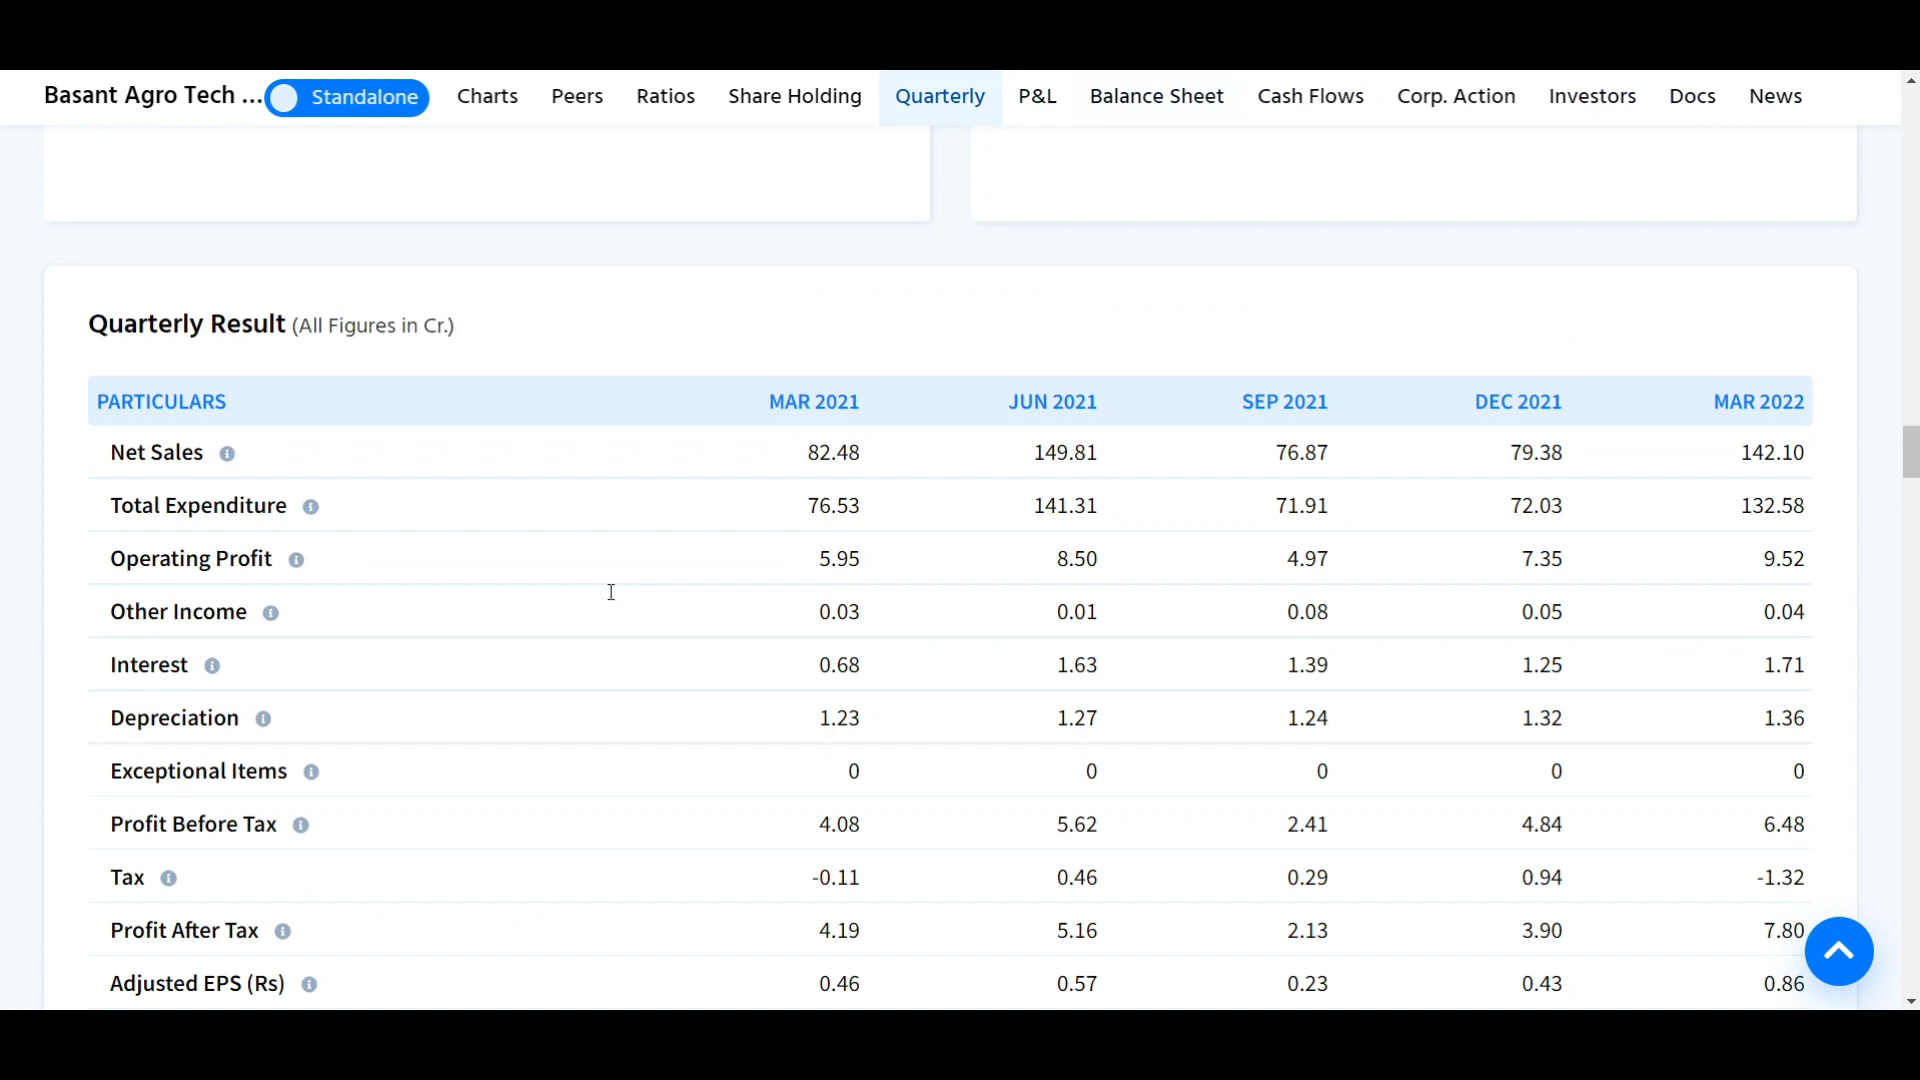 Basant Agro Tech ... Standalone Charts Peers Ratios Share Holding Quarterly P&L Balance Sheet Cash Flows Corp. Action Investors Docs News
Quarterly Result (All Figures in Cr.)
PARTICULARS MAR 2021 JUN 2021 SEP 2021 DEC 2021 MAR 2022
Net Sales 82.48 149.81 76.87 79.38 142.10
Total Expenditure 76.53 141.31 71.91 72.03 132.58
Operating Profit 5.95 8.50 4.97 7.35 9.52
Other Income 0.03 0.01 0.08 0.05 0.04
Interest 0.68 1.63 1.39 1.25 1.71
Depreciation 1.23 1.27 1.24 1.32 1.36
Exceptional Items 0 0 0 0 0
Profit Before Tax 4.08 5.62 2.41 4.84 6.48
Tax -0.11 0.46 0.29 0.94 -1.32
Profit After Tax 4.19 5.16 2.13 3.90 7.80
Adjusted EPS (Rs) 0.46 0.57 0.23 0.43 0.86